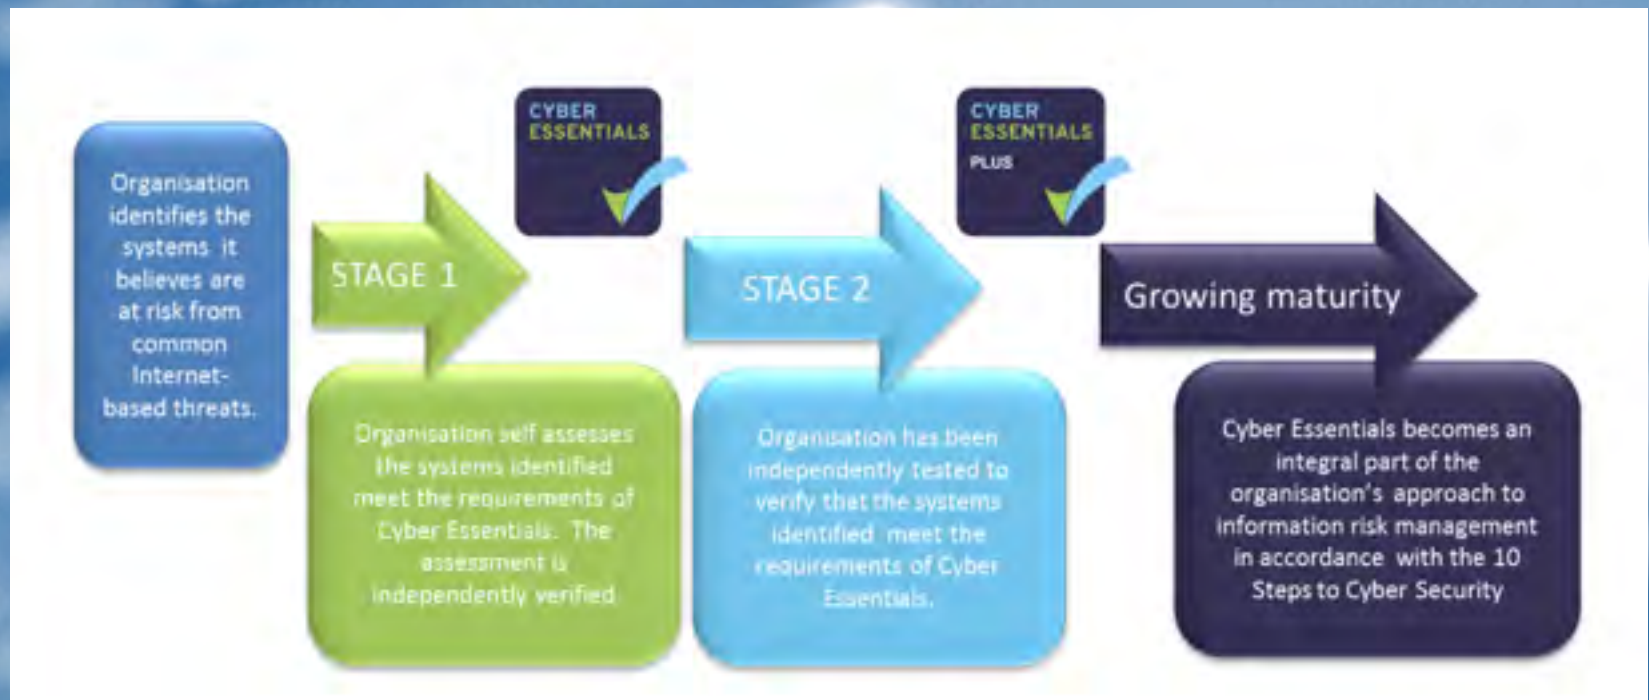 Organisation
identifies the
systems it
believes are
at risk from
common
Internet-
based threats.
STAGE 1
Organisation self assesses
the systems identified
meet the requirements of
Cyber Essentials. The
assessment is
independently verified
CYBER
ESSENTIALS
STAGE 2
Organisation has been
independently tested to
verify that the systems
identified meet the
requirements of Cyber
Essentials.
CYBER
ESSENTIALS
PLUS
Growing maturity
Cyber Essentials becomes an
integral part of the
organisation's approach to
information risk management
in accordance with the 10
Steps to Cyber Security